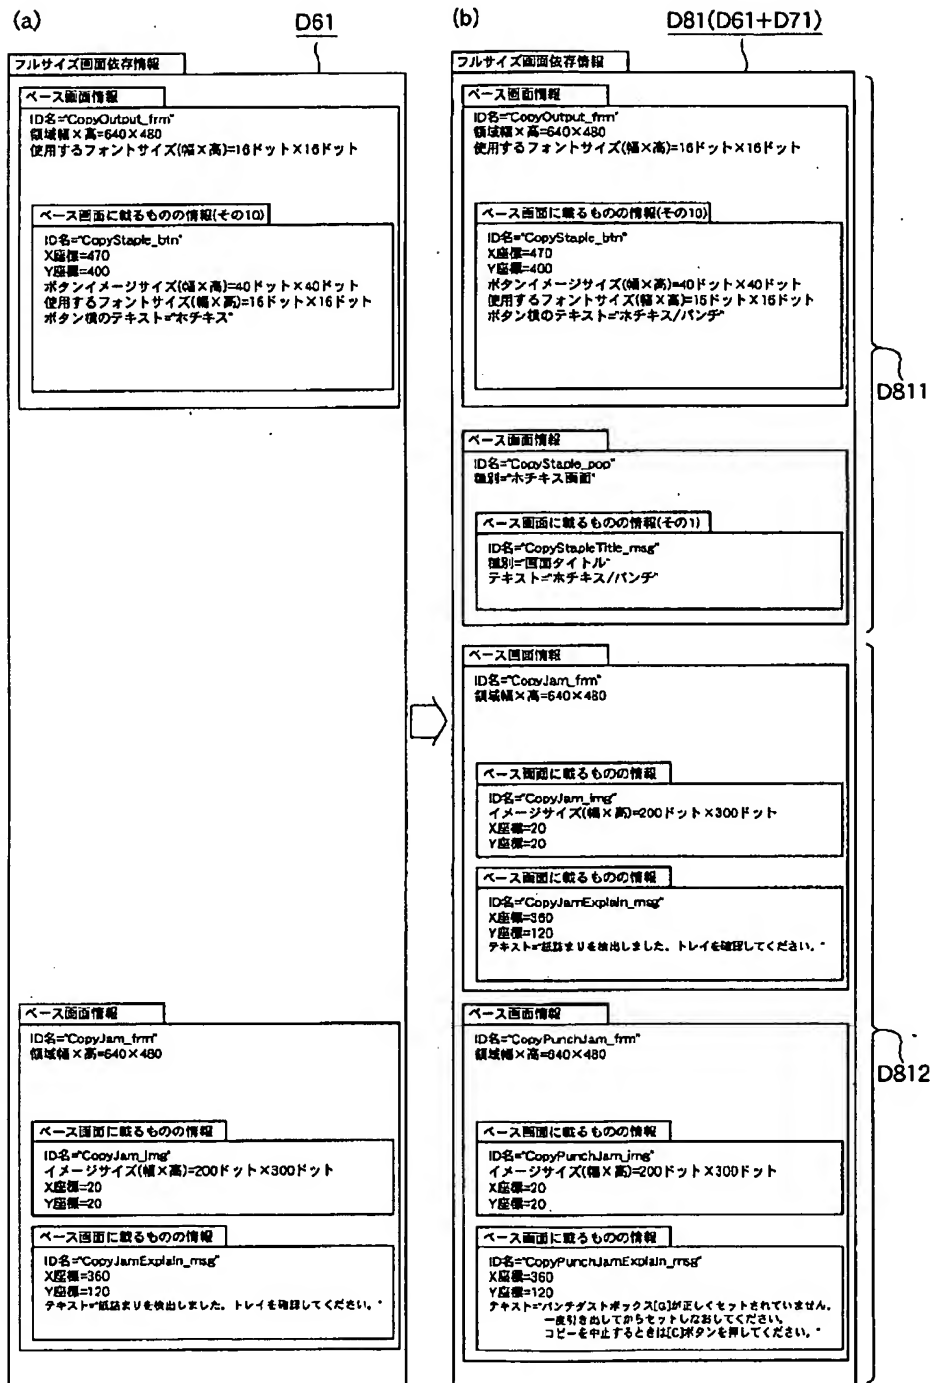 (a)
D61
フルサイズ画面依存情報
ベース画面情報
ID名="CopyOutput_frm"
領域幅×高=640×480
使用するフォントサイズ(幅×高)=16ドット×16ドット
ベース画面に載るものの情報(その10)
ID名="CopyStaple_btn"
X座標=470
Y座標=400
ボタンイメージサイズ(幅×高)=40ドット×40ドット
使用するフォントサイズ(幅×高)=16ドット×16ドット
ボタン横のテキスト="ホチキス"
ベース画面情報
ID名="CopyJam_frm"
領域幅×高=640×480
ベース画面に載るものの情報
ID名="CopyJam_img"
イメージサイズ(幅×高)=200ドット×300ドット
X座標=20
Y座標=20
ベース画面に載るものの情報
ID名="CopyJamExplain_msg"
X座標=360
Y座標=120
テキスト="紙詰まりを検出しました。トレイを確認してください。"
(b)
D81(D61+D71)
フルサイズ画面依存情報
ベース画面情報
ID名="CopyOutput_frm"
領域幅×高=640×480
使用するフォントサイズ(幅×高)=16ドット×16ドット
ベース画面に載るものの情報(その10)
ID名="CopyStaple_btn"
X座標=470
Y座標=400
ボタンイメージサイズ(幅×高)=40ドット×40ドット
使用するフォントサイズ(幅×高)=16ドット×16ドット
ボタン横のテキスト="ホチキス/パンチ"
ベース画面情報
ID名="CopyStaple_pop"
種別="ホチキス画面"
ベース画面に載るものの情報(その1)
ID名="CopyStapleTitle_msg"
種別="画面タイトル"
テキスト="ホチキス/パンチ"
D811
ベース画面情報
ID名="CopyJam_frm"
領域幅×高=640×480
ベース画面に載るものの情報
ID名="CopyJam_img"
イメージサイズ(幅×高)=200ドット×300ドット
X座標=20
Y座標=20
ベース画面に載るものの情報
ID名="CopyJamExplain_msg"
X座標=360
Y座標=120
テキスト="紙詰まりを検出しました。トレイを確認してください。"
ベース画面情報
ID名="CopyPunchJam_frm"
領域幅×高=640×480
ベース画面に載るものの情報
ID名="CopyPunchJam_img"
イメージサイズ(幅×高)=200ドット×300ドット
X座標=20
Y座標=20
ベース画面に載るものの情報
ID名="CopyPunchJamExplain_msg"
X座標=360
Y座標=120
テキスト="パンチダストボックス[G]が正しくセットされていません。
一度引き出してからセットしなおしてください。
コピーを中止するときは[C]ボタンを押してください。"
D812